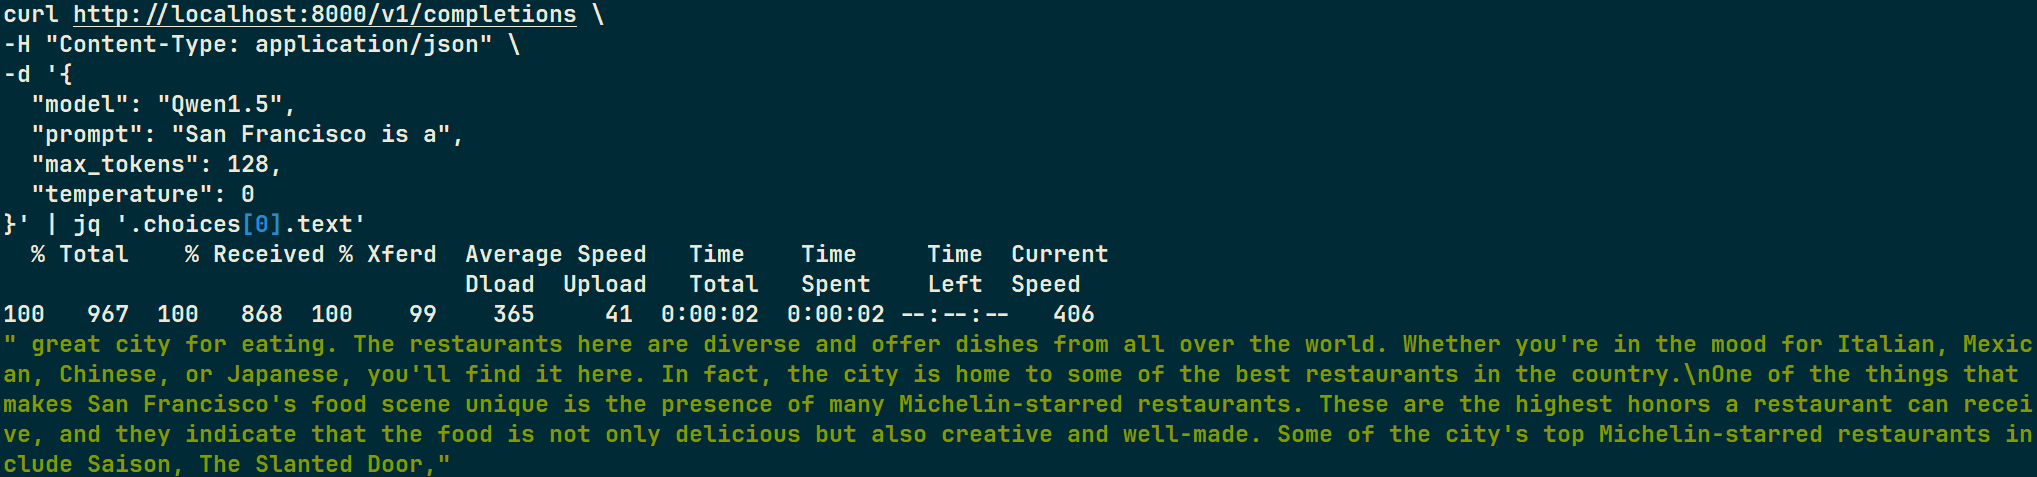 curl http://localhost:8000/v1/completions \
-H "Content-Type: application/json" \
-d '{
  "model": "Qwen1.5",
  "prompt": "San Francisco is a",
  "max_tokens": 128,
  "temperature": 0
}' | jq '.choices[0].text'
  % Total    % Received % Xferd  Average Speed   Time    Time     Time  Current
                                 Dload  Upload   Total   Spent    Left  Speed
100   967  100   868  100    99    365     41  0:00:02  0:00:02 --:--:--   406
" great city for eating. The restaurants here are diverse and offer dishes from all over the world. Whether you're in the mood for Italian, Mexic
an, Chinese, or Japanese, you'll find it here. In fact, the city is home to some of the best restaurants in the country.\nOne of the things that
makes San Francisco's food scene unique is the presence of many Michelin-starred restaurants. These are the highest honors a restaurant can recei
ve, and they indicate that the food is not only delicious but also creative and well-made. Some of the city's top Michelin-starred restaurants in
clude Saison, The Slanted Door,"